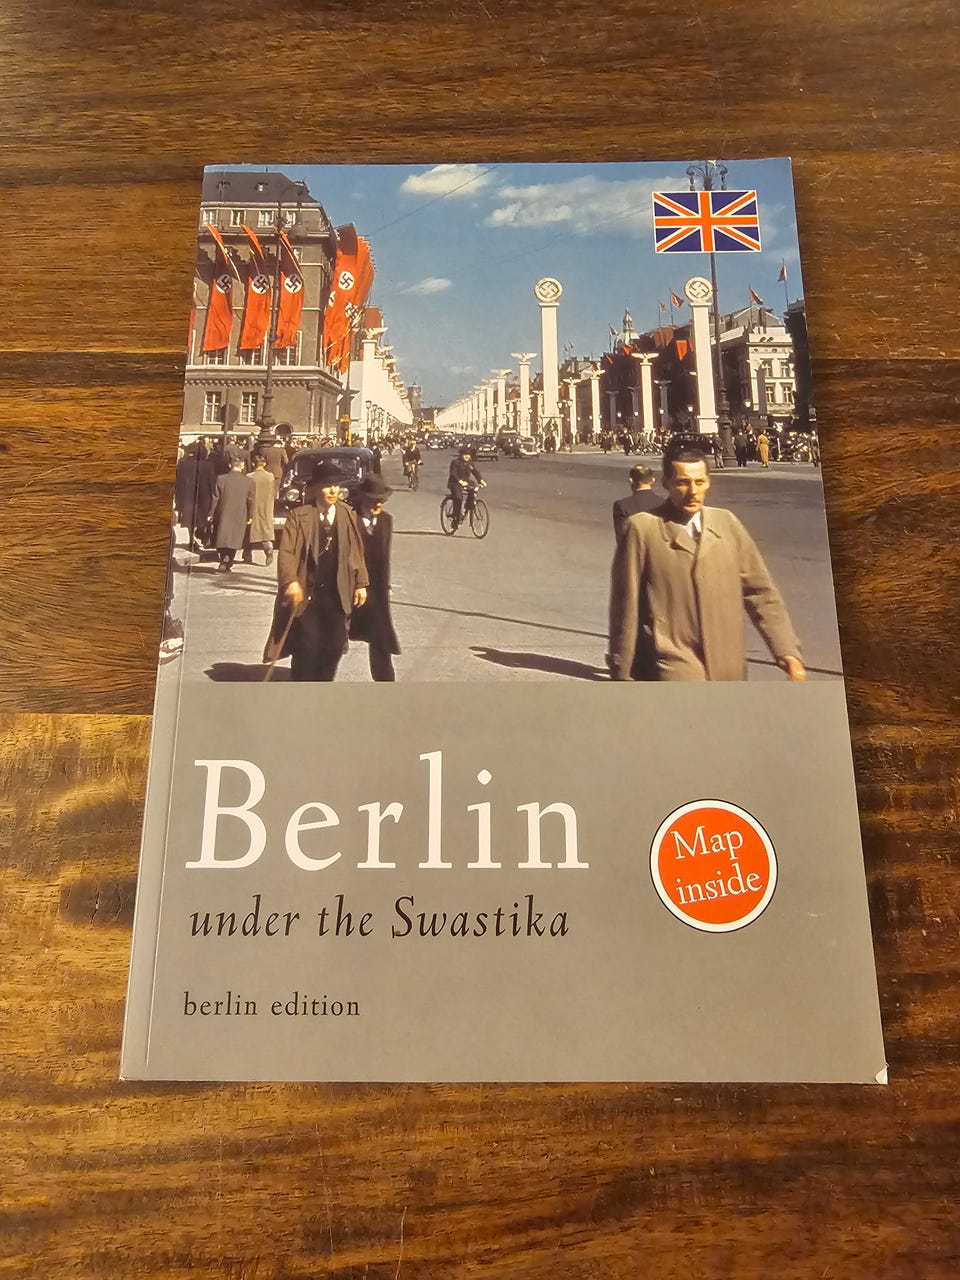 Berlin
under the Swastika
berlin edition
Map
inside